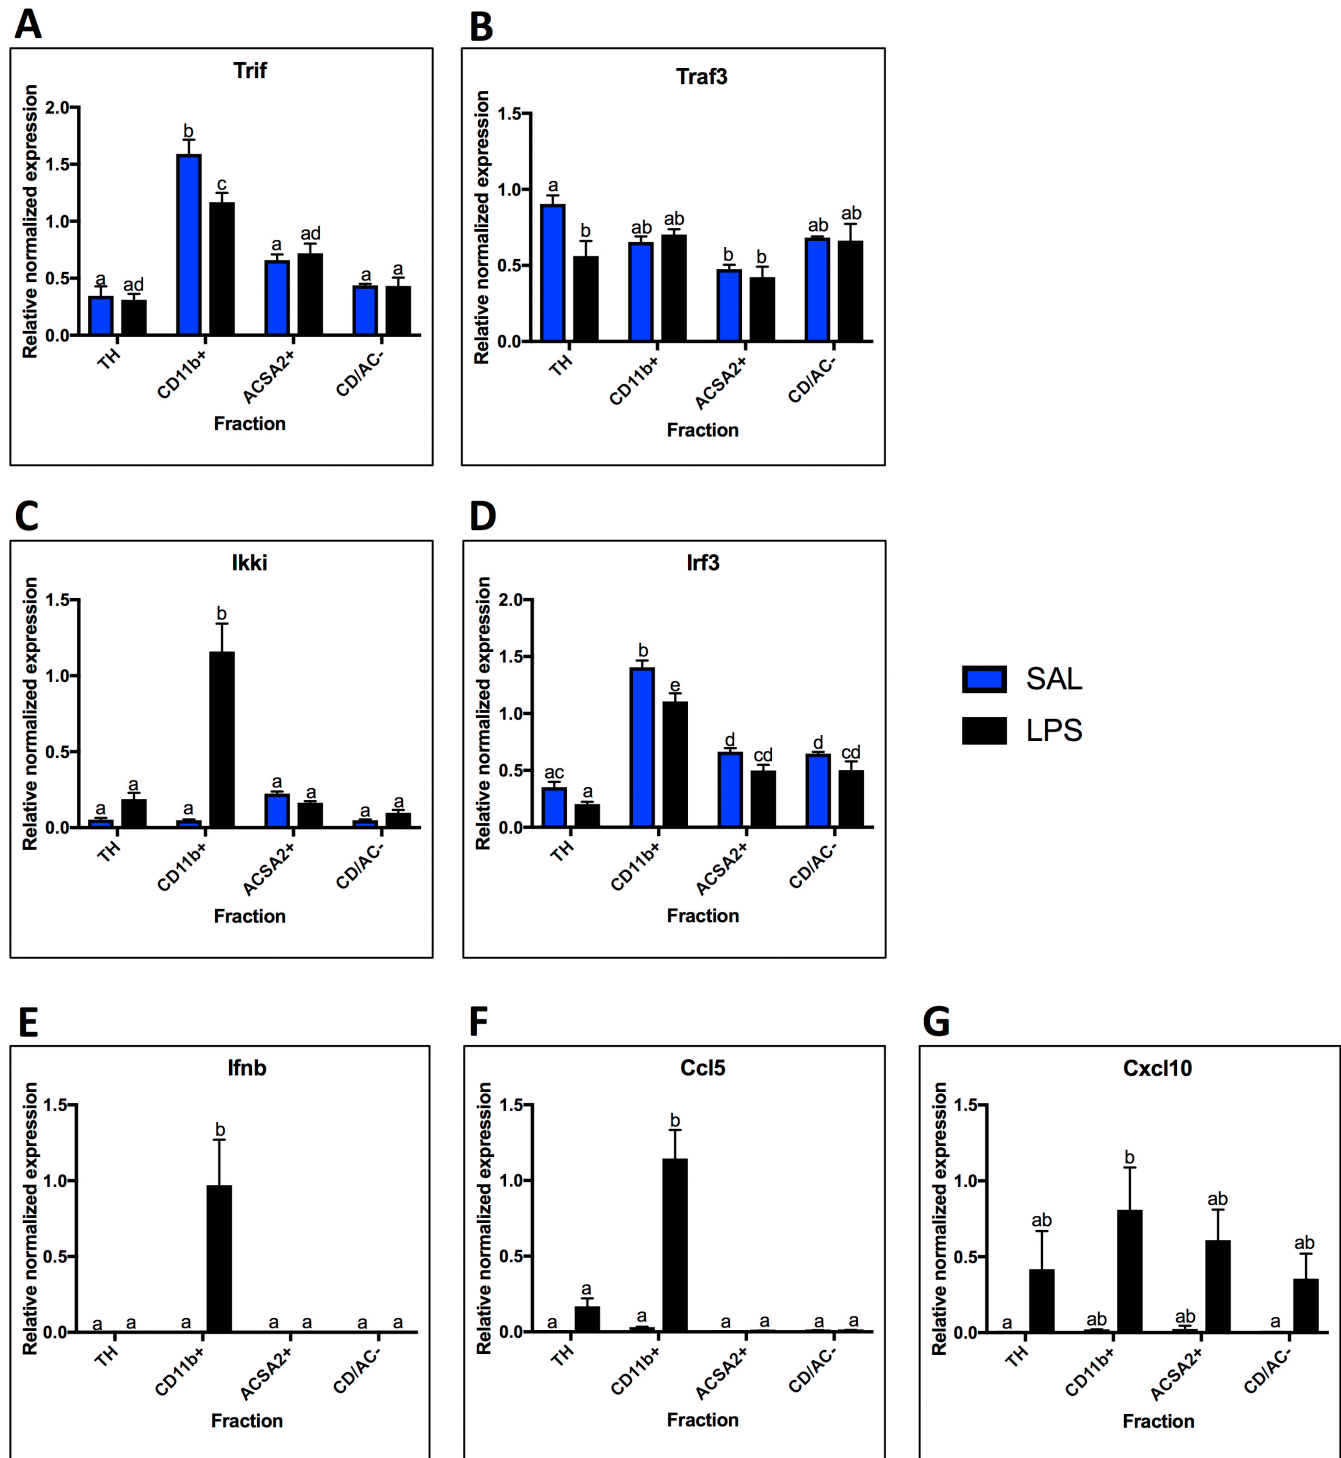 A
Trif
Relative normalized expression
2.0
1.5
1.0
0.5
0.0
a
ad
b
c
a
ad
a
a
TH
CD11b+
ACSA2+
CD/AC-
Fraction
B
Traf3
Relative normalized expression
1.5
1.0
0.5
0.0
a
b
ab
ab
b
b
ab
ab
TH
CD11b+
ACSA2+
CD/AC-
Fraction
C
Ikki
Relative normalized expression
1.5
1.0
0.5
0.0
a
a
a
b
a
a
a
a
TH
CD11b+
ACSA2+
CD/AC-
Fraction
D
Irf3
Relative normalized expression
2.0
1.5
1.0
0.5
0.0
ac
a
b
e
d
cd
d
cd
TH
CD11b+
ACSA2+
CD/AC-
Fraction
SAL
LPS
E
Ifnb
Relative normalized expression
1.5
1.0
0.5
0.0
a
a
a
b
a
a
a
a
TH
CD11b+
ACSA2+
CD/AC-
Fraction
F
Ccl5
Relative normalized expression
1.5
1.0
0.5
0.0
a
a
a
b
a
a
a
a
TH
CD11b+
ACSA2+
CD/AC-
Fraction
G
Cxcl10
Relative normalized expression
1.5
1.0
0.5
0.0
a
ab
ab
b
ab
ab
a
ab
TH
CD11b+
ACSA2+
CD/AC-
Fraction